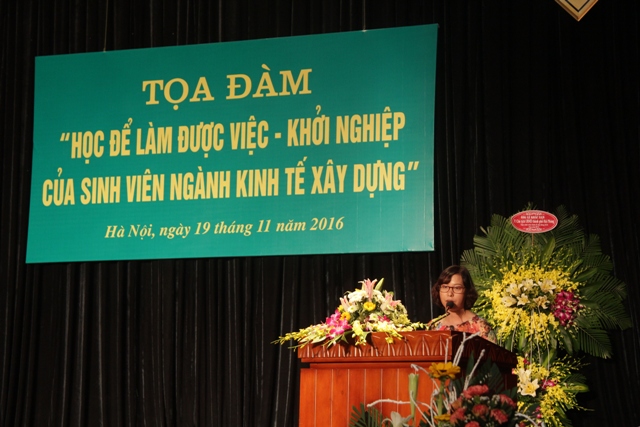 TỌA ĐÀM
"HỌC ĐỂ LÀM ĐƯỢC VIỆC - KHỞI NGHIỆP
CỦA SINH VIÊN NGÀNH KINH TẾ XÂY DỰNG"
Hà Nội, ngày 19 tháng 11 năm 2016